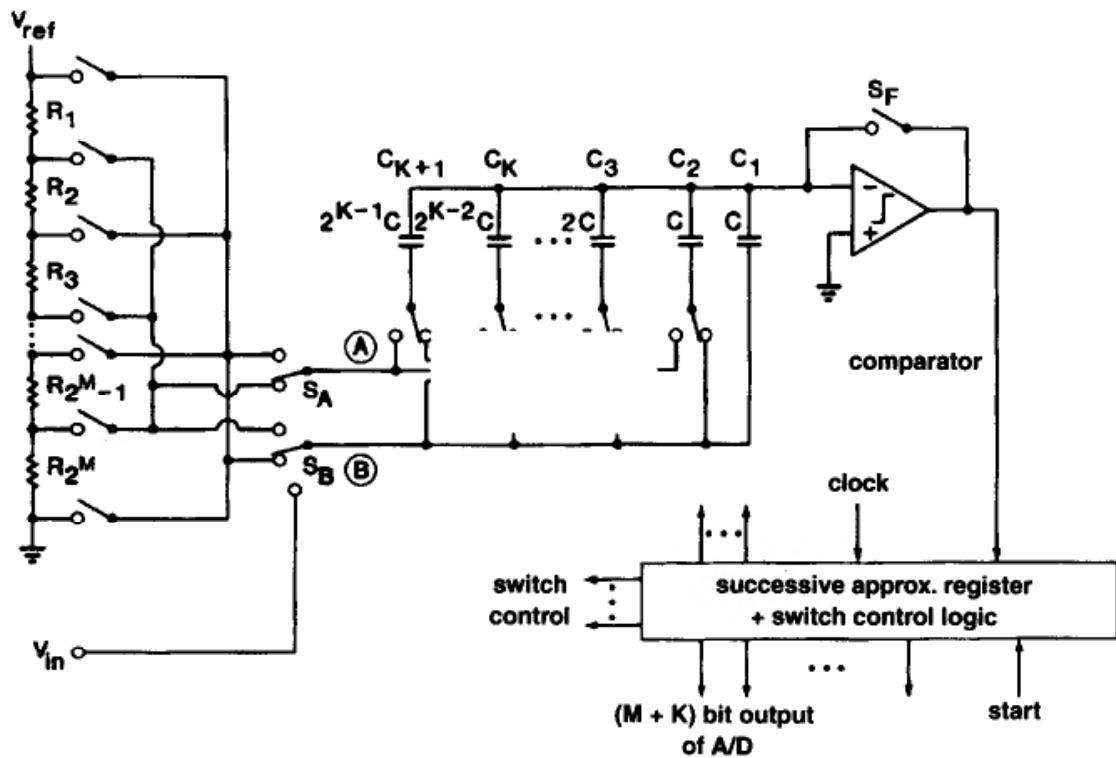 Vref
R1
R2
R3
R2M-1
R2M
SA
SB
A
B
Vin
CK+1
CK
C3
C2
C1
2K-1C
2K-2C
2C
C
C
SF
-
+
comparator
clock
switch
control
successive approx. register
+ switch control logic
(M + K) bit output
of A/D
start